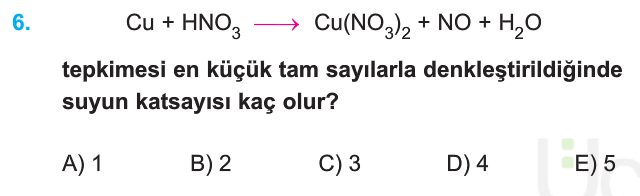 6. Cu + HNO₃ ⟶ Cu(NO₃)₂ + NO + H₂O
tepkimesi en küçük tam sayılarla denkleştirildiğinde
suyun katsayısı kaç olur?
A) 1 B) 2 C) 3 D) 4 E) 5